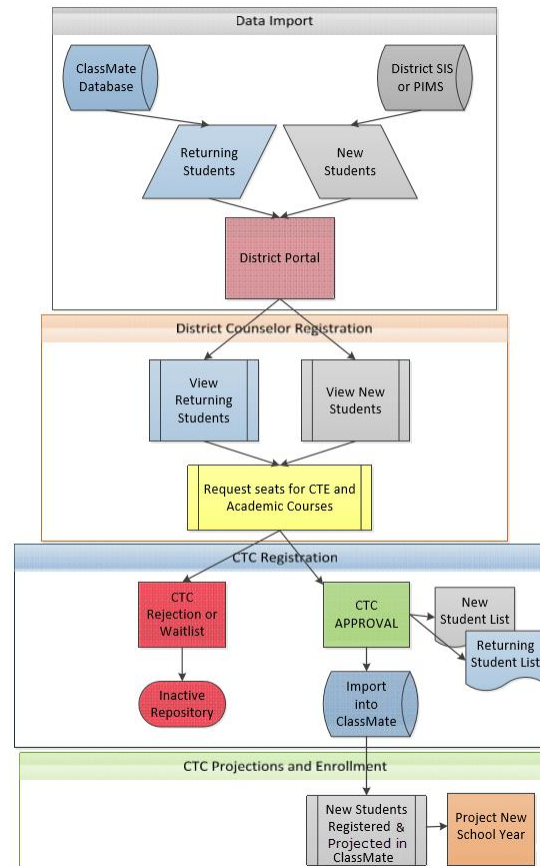 Data Import
ClassMate
Database
District SIS
or PIMS
Returning
Students
New
Students
District Portal
District Counselor Registration
View
Returning
Students
View New
Students
Request seats for CTE and
Academic Courses
CTC Registration
CTC
Rejection or
Waitlist
CTC
APPROVAL
New
Student List
Returning
Student List
Inactive
Repository
Import
into
ClassMate
CTC Projections and Enrollment
New Students
Registered &
Projected in
ClassMate
Project New
School Year